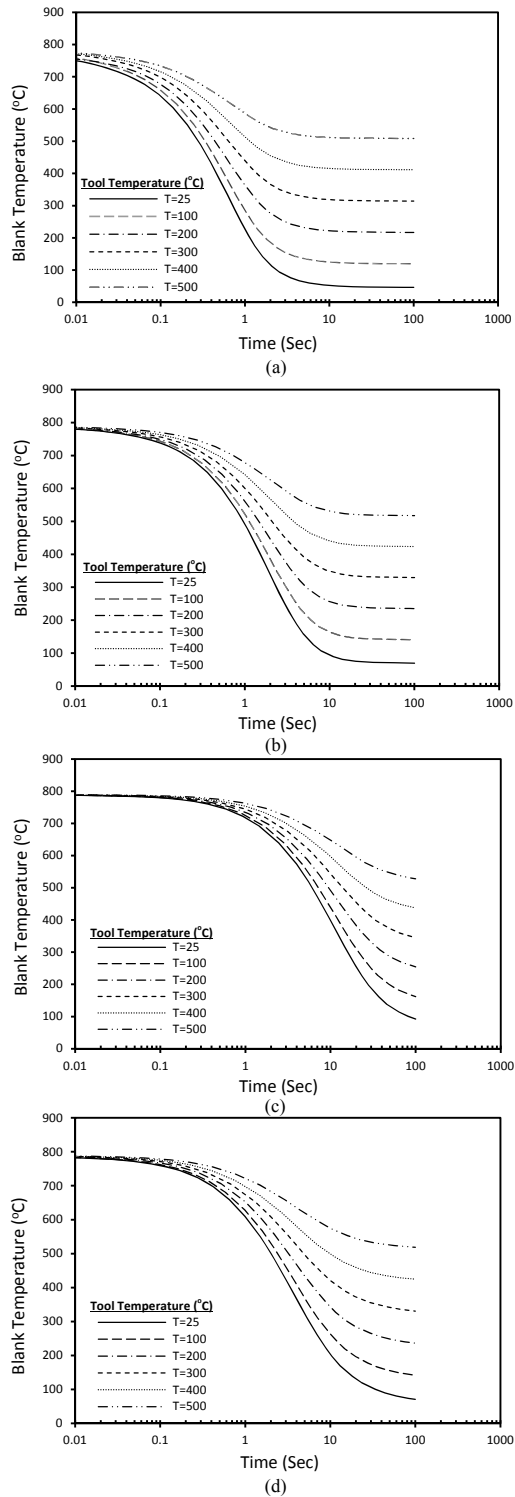 900
800
700
600
500
400
300
200
100
0
Blank Temperature (°C)
Tool Temperature (°C)
T=25
T=100
T=200
T=300
T=400
T=500
0.01 0.1 1 10 100 1000
Time (Sec)
(a)
900
800
700
600
500
400
300
200
100
0
Blank Temperature (°C)
Tool Temperature (°C)
T=25
T=100
T=200
T=300
T=400
T=500
0.01 0.1 1 10 100 1000
Time (Sec)
(b)
900
800
700
600
500
400
300
200
100
0
Blank Temperature (°C)
Tool Temperature (°C)
T=25
T=100
T=200
T=300
T=400
T=500
0.01 0.1 1 10 100 1000
Time (Sec)
(c)
900
800
700
600
500
400
300
200
100
0
Blank Temperature (°C)
Tool Temperature (°C)
T=25
T=100
T=200
T=300
T=400
T=500
0.01 0.1 1 10 100 1000
Time (Sec)
(d)